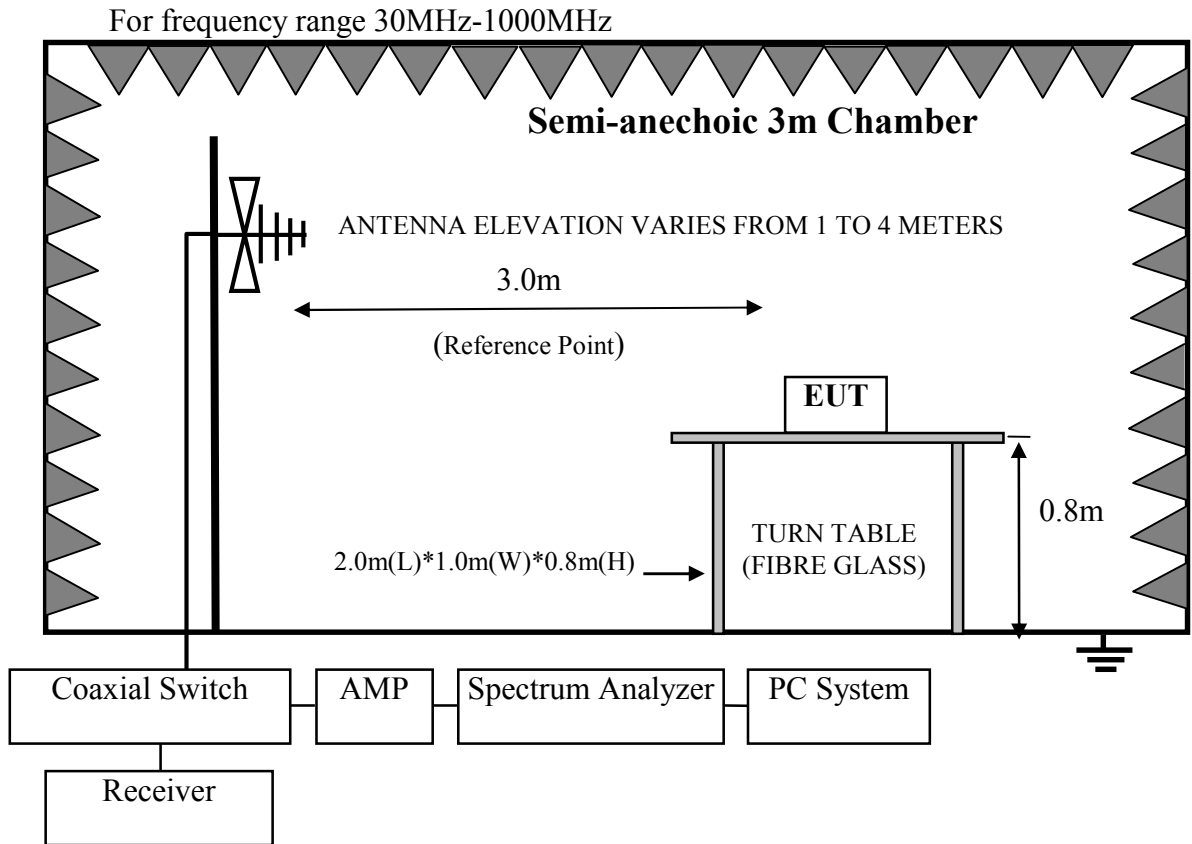 For frequency range 30MHz-1000MHz
Semi-anechoic 3m Chamber
ANTENNA ELEVATION VARIES FROM 1 TO 4 METERS
3.0m
(Reference Point)
EUT
0.8m
TURN TABLE
(FIBRE GLASS)
2.0m(L)*1.0m(W)*0.8m(H)
Coaxial Switch
AMP
Spectrum Analyzer
PC System
Receiver